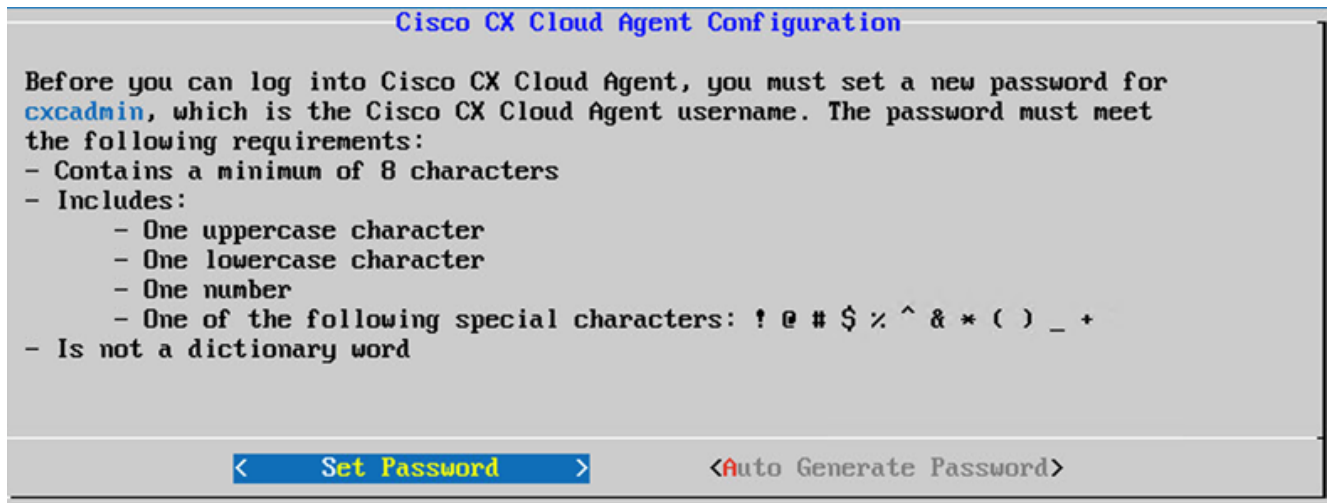 Cisco CX Cloud Agent Configuration
Before you can log into Cisco CX Cloud Agent, you must set a new password for
cxcadmin, which is the Cisco CX Cloud Agent username. The password must meet
the following requirements:
- Contains a minimum of 8 characters
- Includes:
- One uppercase character
- One lowercase character
- One number
- One of the following special characters: ! @ # $ % ^ & * ( ) _ +
- Is not a dictionary word
< Set Password > <Auto Generate Password>